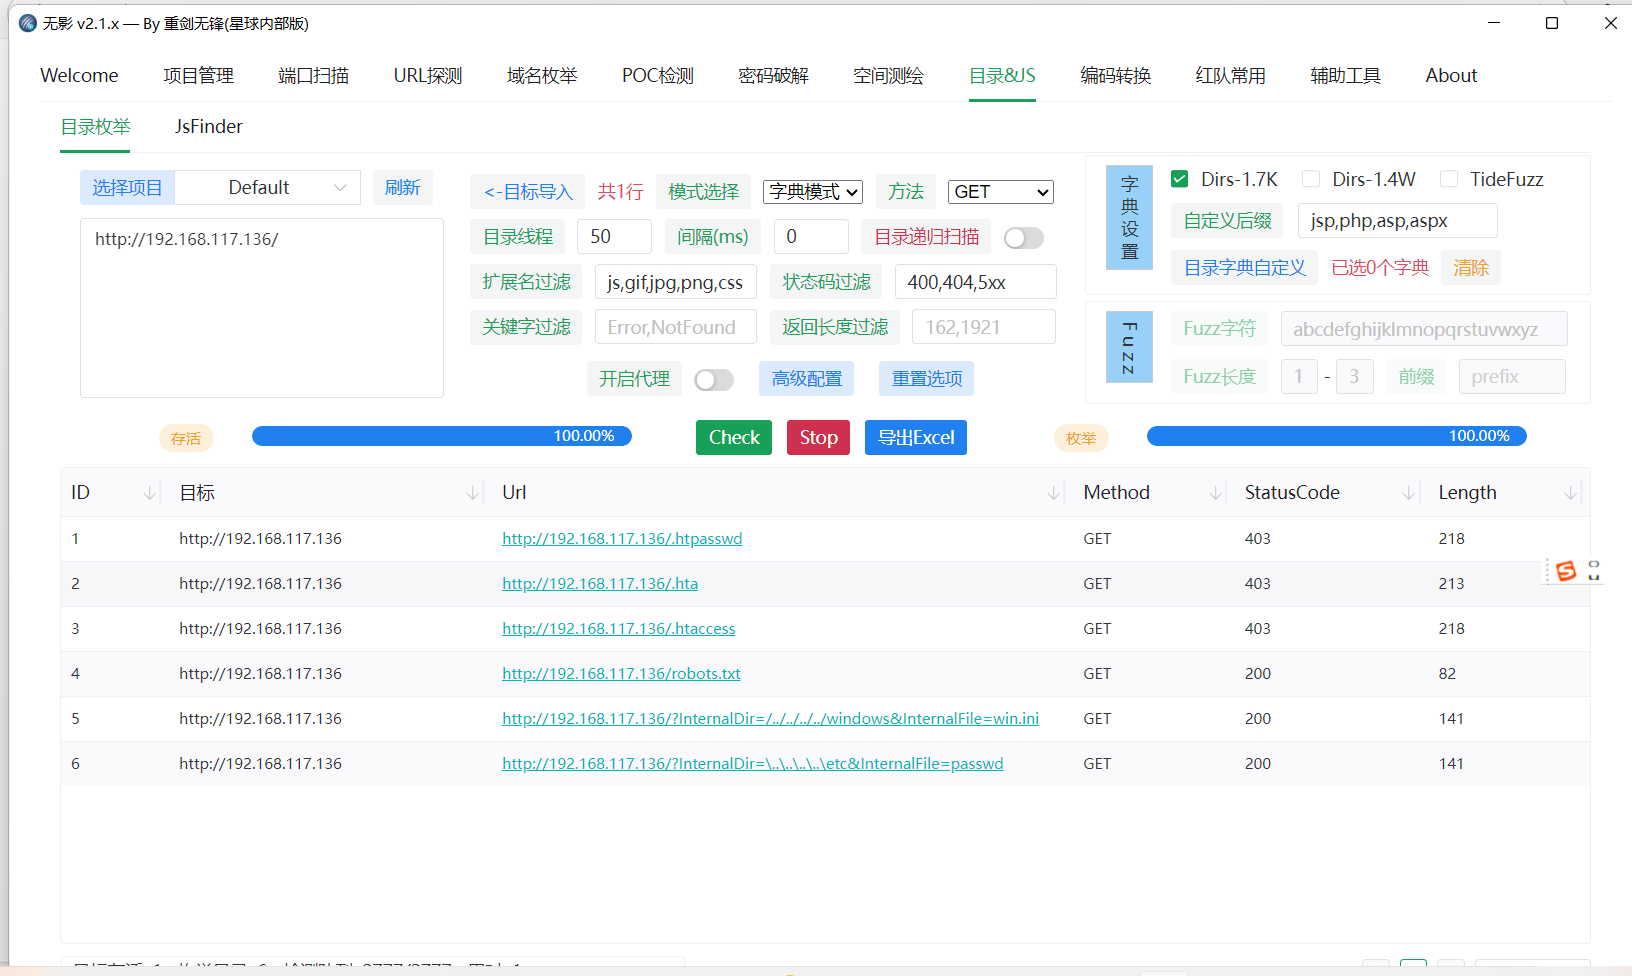 无影 v2.1.x — By 重剑无锋(星球内部版)
Welcome 项目管理 端口扫描 URL探测 域名枚举 POC检测 密码破解 空间测绘 目录&JS 编码转换 红队常用 辅助工具 About
目录枚举 JsFinder
选择项目 Default 刷新
http://192.168.117.136/
<-目标导入 共1行 模式选择 字典模式 方法 GET
目录线程 50 间隔(ms) 0 目录递归扫描
扩展名过滤 js,gif,jpg,png,css 状态码过滤 400,404,5xx
关键字过滤 Error,NotFound 返回长度过滤 162,1921
开启代理 高级配置 重置选项
字典设置 Dirs-1.7K Dirs-1.4W TideFuzz
自定义后缀 jsp,php,asp,aspx
目录字典自定义 已选0个字典 清除
Fuzz Fuzz字符 abcdefghijklmnopqrstuvwxyz
Fuzz长度 1 - 3 前缀 prefix
存活 100.00% Check Stop 导出Excel 枚举 100.00%
ID 目标 Url Method StatusCode Length
1 http://192.168.117.136 http://192.168.117.136/.htpasswd GET 403 218
2 http://192.168.117.136 http://192.168.117.136/.hta GET 403 213
3 http://192.168.117.136 http://192.168.117.136/.htaccess GET 403 218
4 http://192.168.117.136 http://192.168.117.136/robots.txt GET 200 82
5 http://192.168.117.136 http://192.168.117.136/?InternalDir=/../../../../windows&InternalFile=win.ini GET 200 141
6 http://192.168.117.136 http://192.168.117.136/?InternalDir=\..\..\..\..\etc&InternalFile=passwd GET 200 141